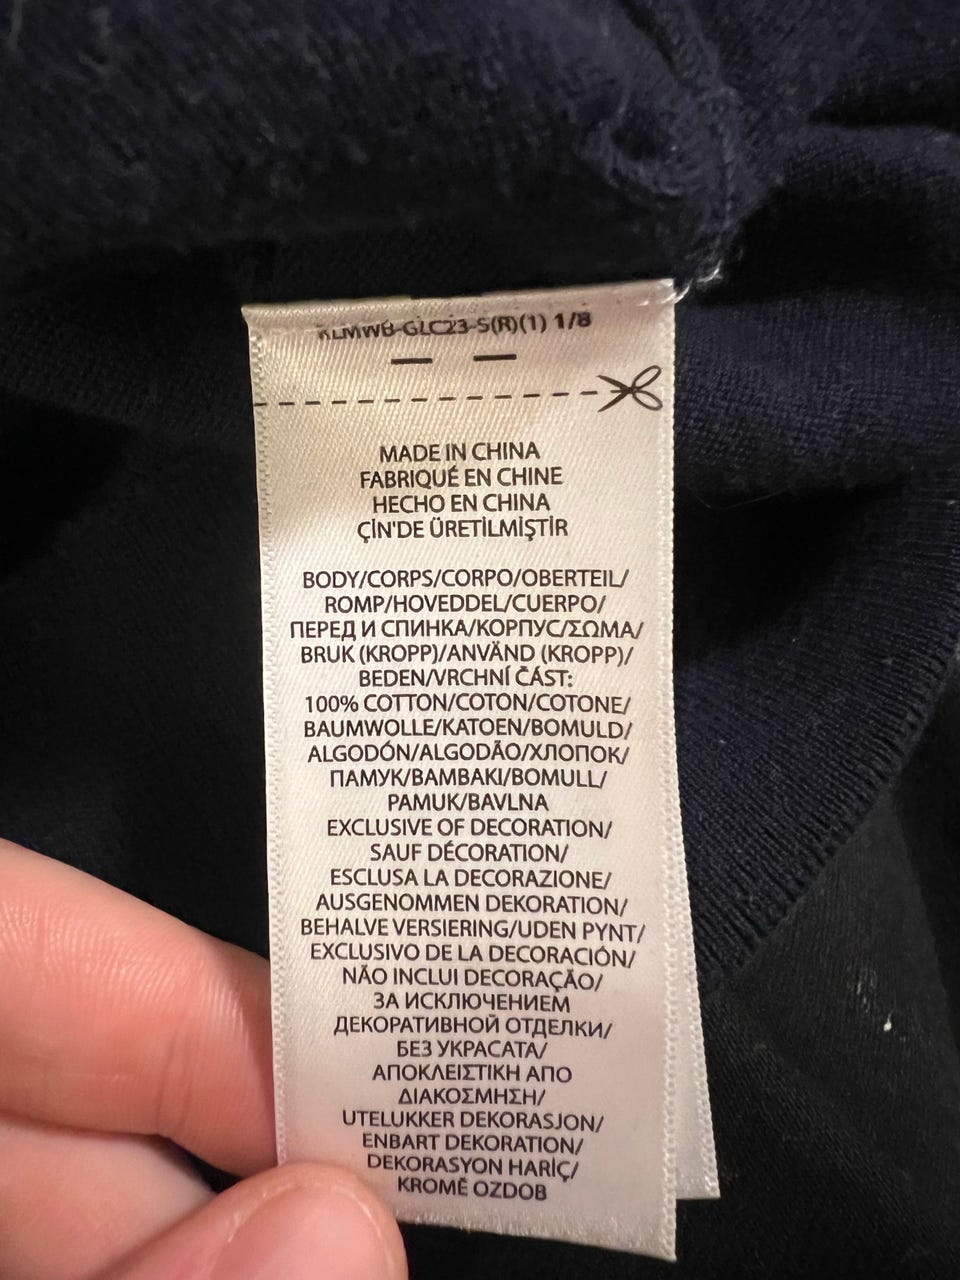 KLMWB-GLC23-S(R)(1) 1/8
MADE IN CHINA
FABRIQUÉ EN CHINE
HECHO EN CHINA
ÇİN'DE ÜRETİLMİŞTİR
BODY/CORPS/CORPO/OBERTEIL/
ROMP/HOVEDDEL/CUERPO/
ПЕРЕД И СПИНКА/КОРПУС/ΣΩΜΑ/
BRUK (KROPP)/ANVÄND (KROPP)/
BEDEN/VRCHNÍ ČÁST:
100% COTTON/COTON/COTONE/
BAUMWOLLE/KATOEN/BOMULD/
ALGODÓN/ALGODÃO/ХЛОПОК/
ПАМУК/ΒΑΜΒΑΚΙ/BOMULL/
PAMUK/BAVLNA
EXCLUSIVE OF DECORATION/
SAUF DÉCORATION/
ESCLUSA LA DECORAZIONE/
AUSGENOMMEN DEKORATION/
BEHALVE VERSIERING/UDEN PYNT/
EXCLUSIVO DE LA DECORACIÓN/
NÃO INCLUI DECORAÇÃO/
ЗА ИСКЛЮЧЕНИЕМ
ДЕКОРАТИВНОЙ ОТДЕЛКИ/
БЕЗ УКРАСАТА/
ΑΠΟΚΛΕΙΣΤΙΚΗ ΑΠΟ
ΔΙΑΚΟΣΜΗΣΗ/
UTELUKKER DEKORASJON/
ENBART DEKORATION/
DEKORASYON HARİÇ/
KROMĚ OZDOB